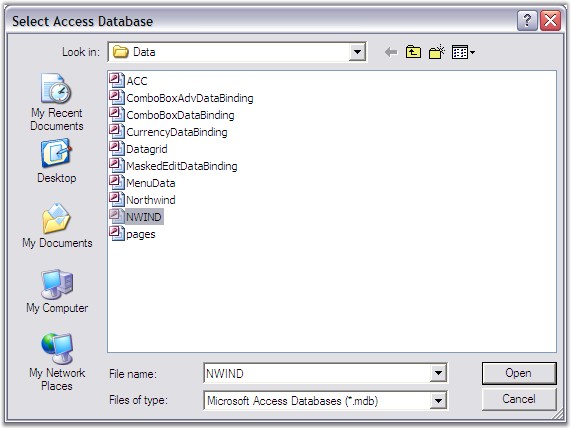 Select Access Database
Look in:
Data
My Recent
Documents
Desktop
My Documents
My Computer
My Network
Places
ACC
ComboBoxAdvDataBinding
ComboBoxDataBinding
CurrencyDataBinding
Datagrid
MaskedEditDataBinding
MenuData
Northwind
NWIND
pages
File name:
NWIND
Open
Files of type:
Microsoft Access Databases (*.mdb)
Cancel